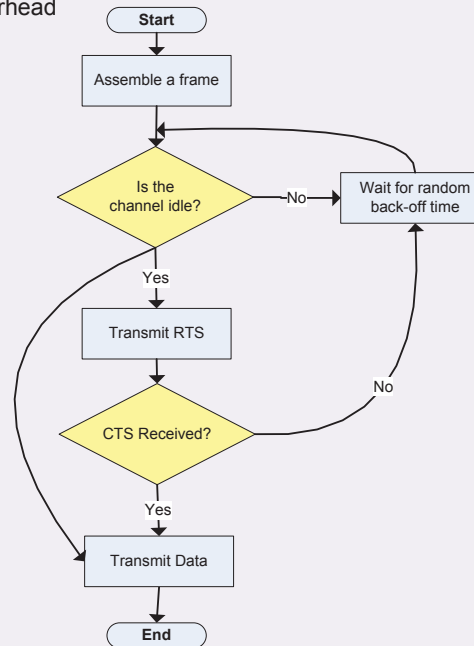 Start
Assemble a frame
Is the
channel idle?
No
Wait for random
back-off time
Yes
Transmit RTS
No
CTS Received?
Yes
Transmit Data
End